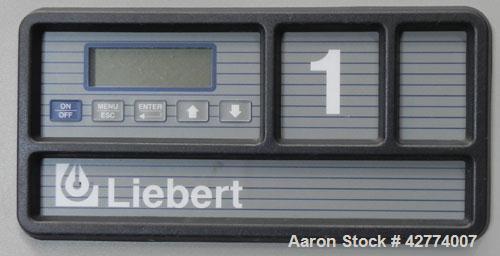 1
ON
OFF
MENU
ESC
ENTER
Liebert
Aaron Stock # 42774007